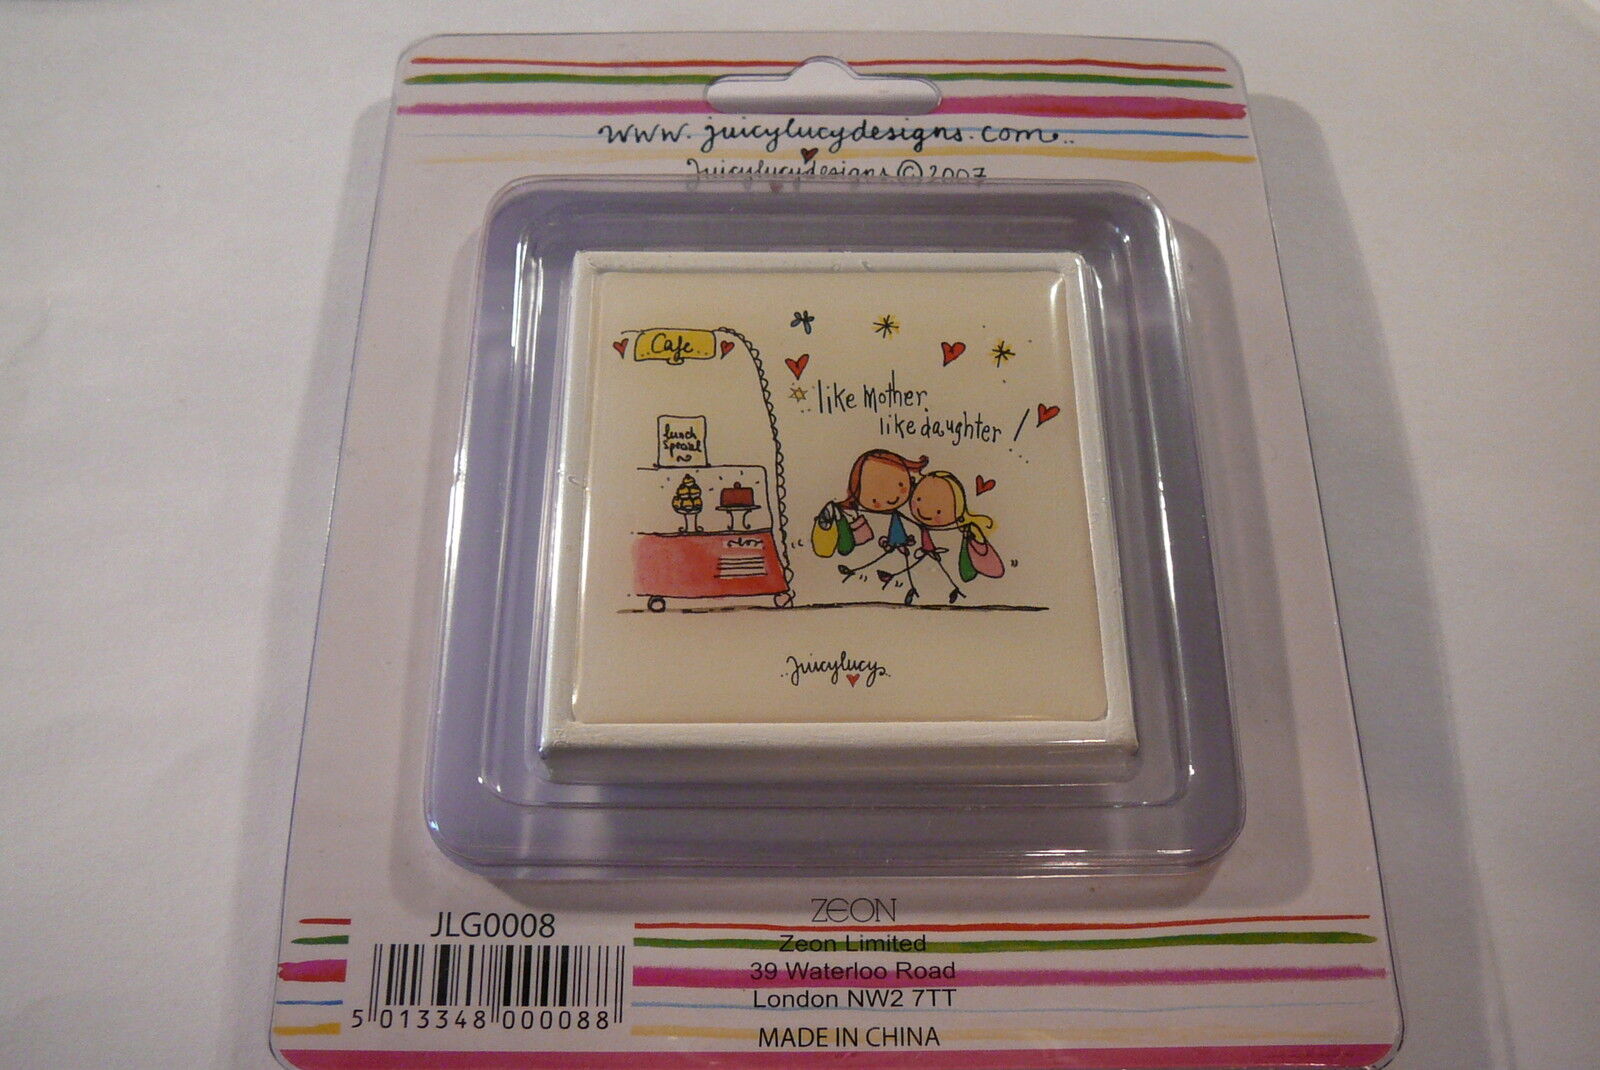 www.juicylucydesigns.com..
Juicylucydesigns © 2007
Cafe
like Mother,
like daughter!
lunch
special
..juicylucy..
JLG0008
5 013348 000088
ZEON
Zeon Limited
39 Waterloo Road
London NW2 7TT
MADE IN CHINA